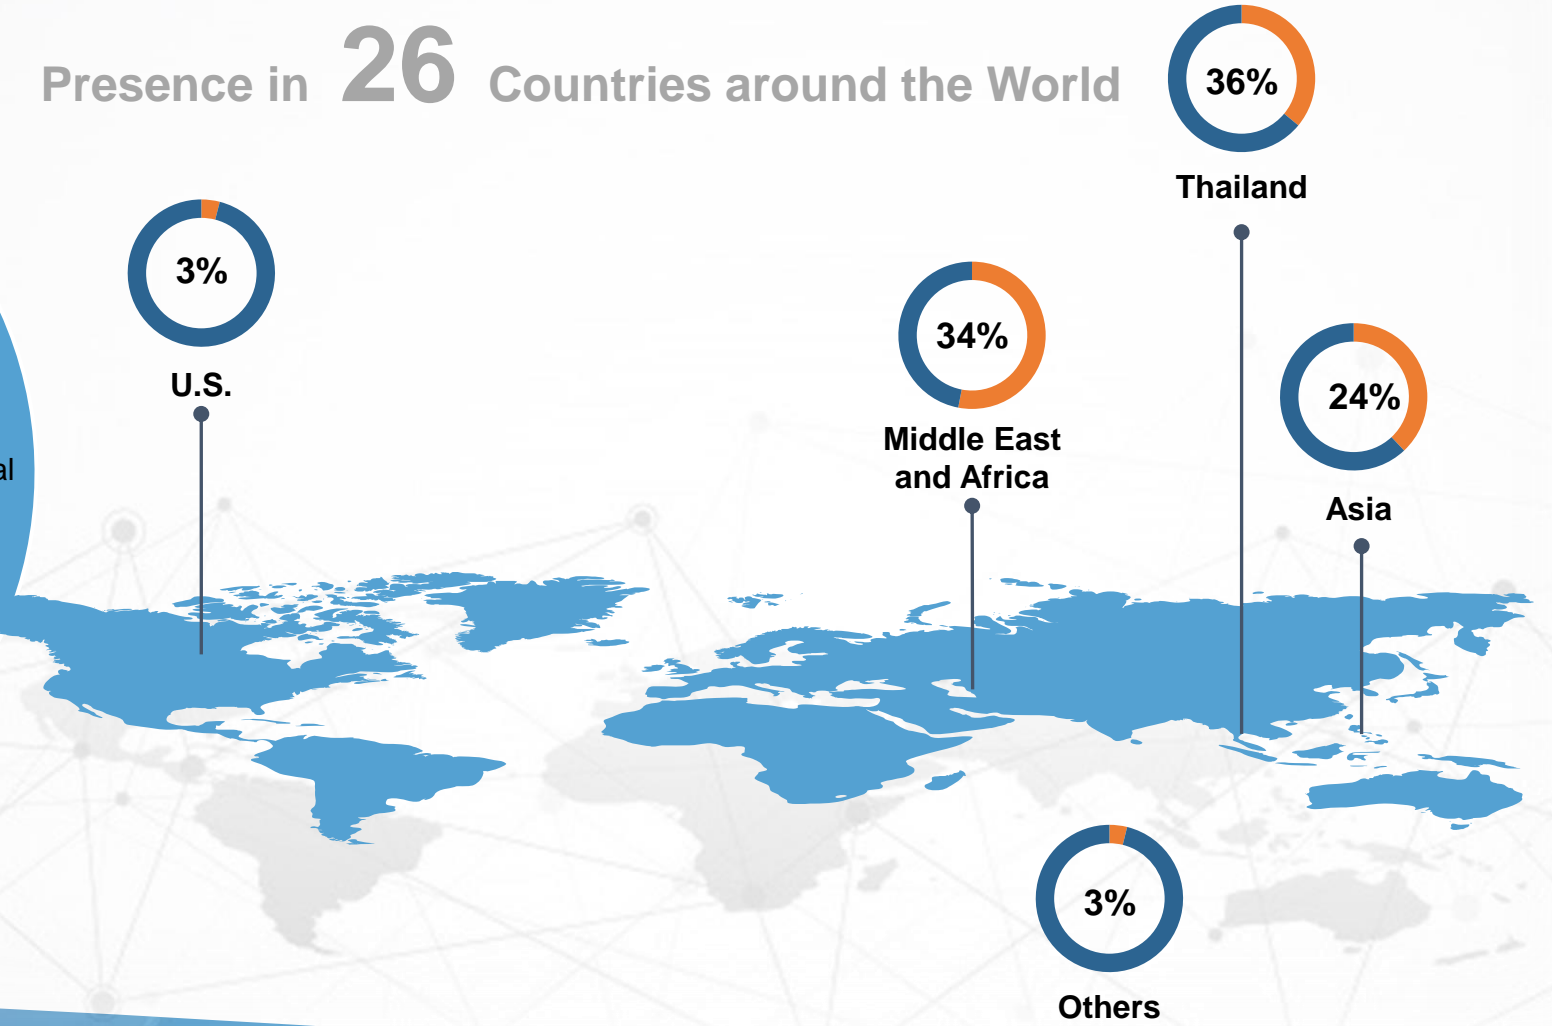 Presence in 26 Countries around the World
36%
Thailand
3%
U.S.
34%
Middle East
and Africa
24%
Asia
al
3%
Others